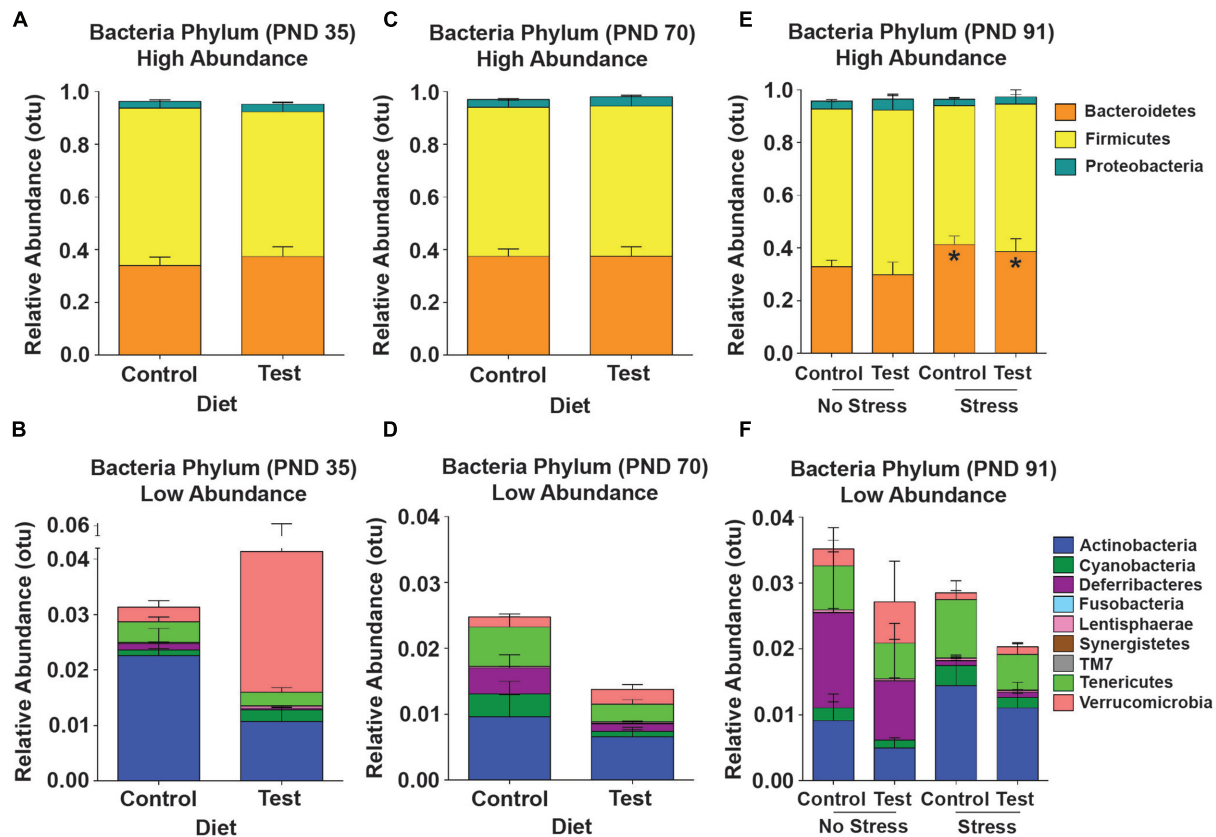 A
Bacteria Phylum (PND 35)
High Abundance
Relative Abundance (otu)
1.0
0.8
0.6
0.4
0.2
0.0
Control Test
Diet
C
Bacteria Phylum (PND 70)
High Abundance
Relative Abundance (otu)
1.0
0.8
0.6
0.4
0.2
0.0
Control Test
Diet
E
Bacteria Phylum (PND 91)
High Abundance
Relative Abundance (otu)
1.0
0.8
0.6
0.4
0.2
0.0
* *
Control Test Control Test
No Stress Stress
Bacteroidetes
Firmicutes
Proteobacteria
B
Bacteria Phylum (PND 35)
Low Abundance
Relative Abundance (otu)
0.06
0.04
0.03
0.02
0.01
0.00
Control Test
Diet
D
Bacteria Phylum (PND 70)
Low Abundance
Relative Abundance (otu)
0.04
0.03
0.02
0.01
0.00
Control Test
Diet
F
Bacteria Phylum (PND 91)
Low Abundance
Relative Abundance (otu)
0.04
0.03
0.02
0.01
0.00
Control Test Control Test
No Stress Stress
Actinobacteria
Cyanobacteria
Deferribacteres
Fusobacteria
Lentisphaerae
Synergistetes
TM7
Tenericutes
Verrucomicrobia